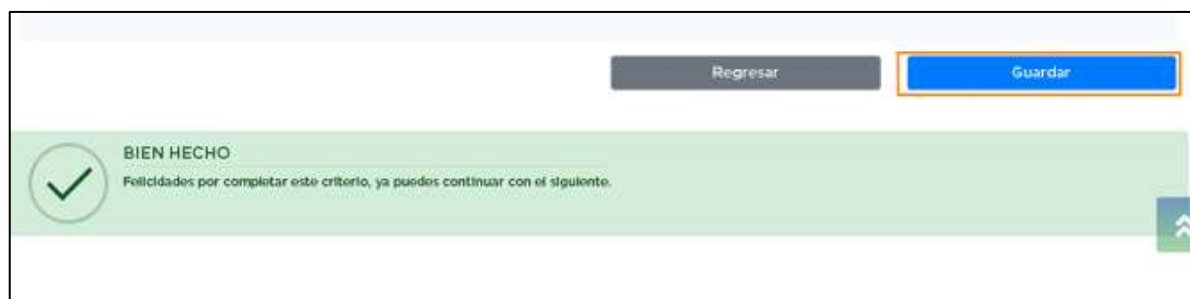 Regresar
Guardar
BIEN HECHO
Felicidades por completar este criterio, ya puedes continuar con el siguiente.